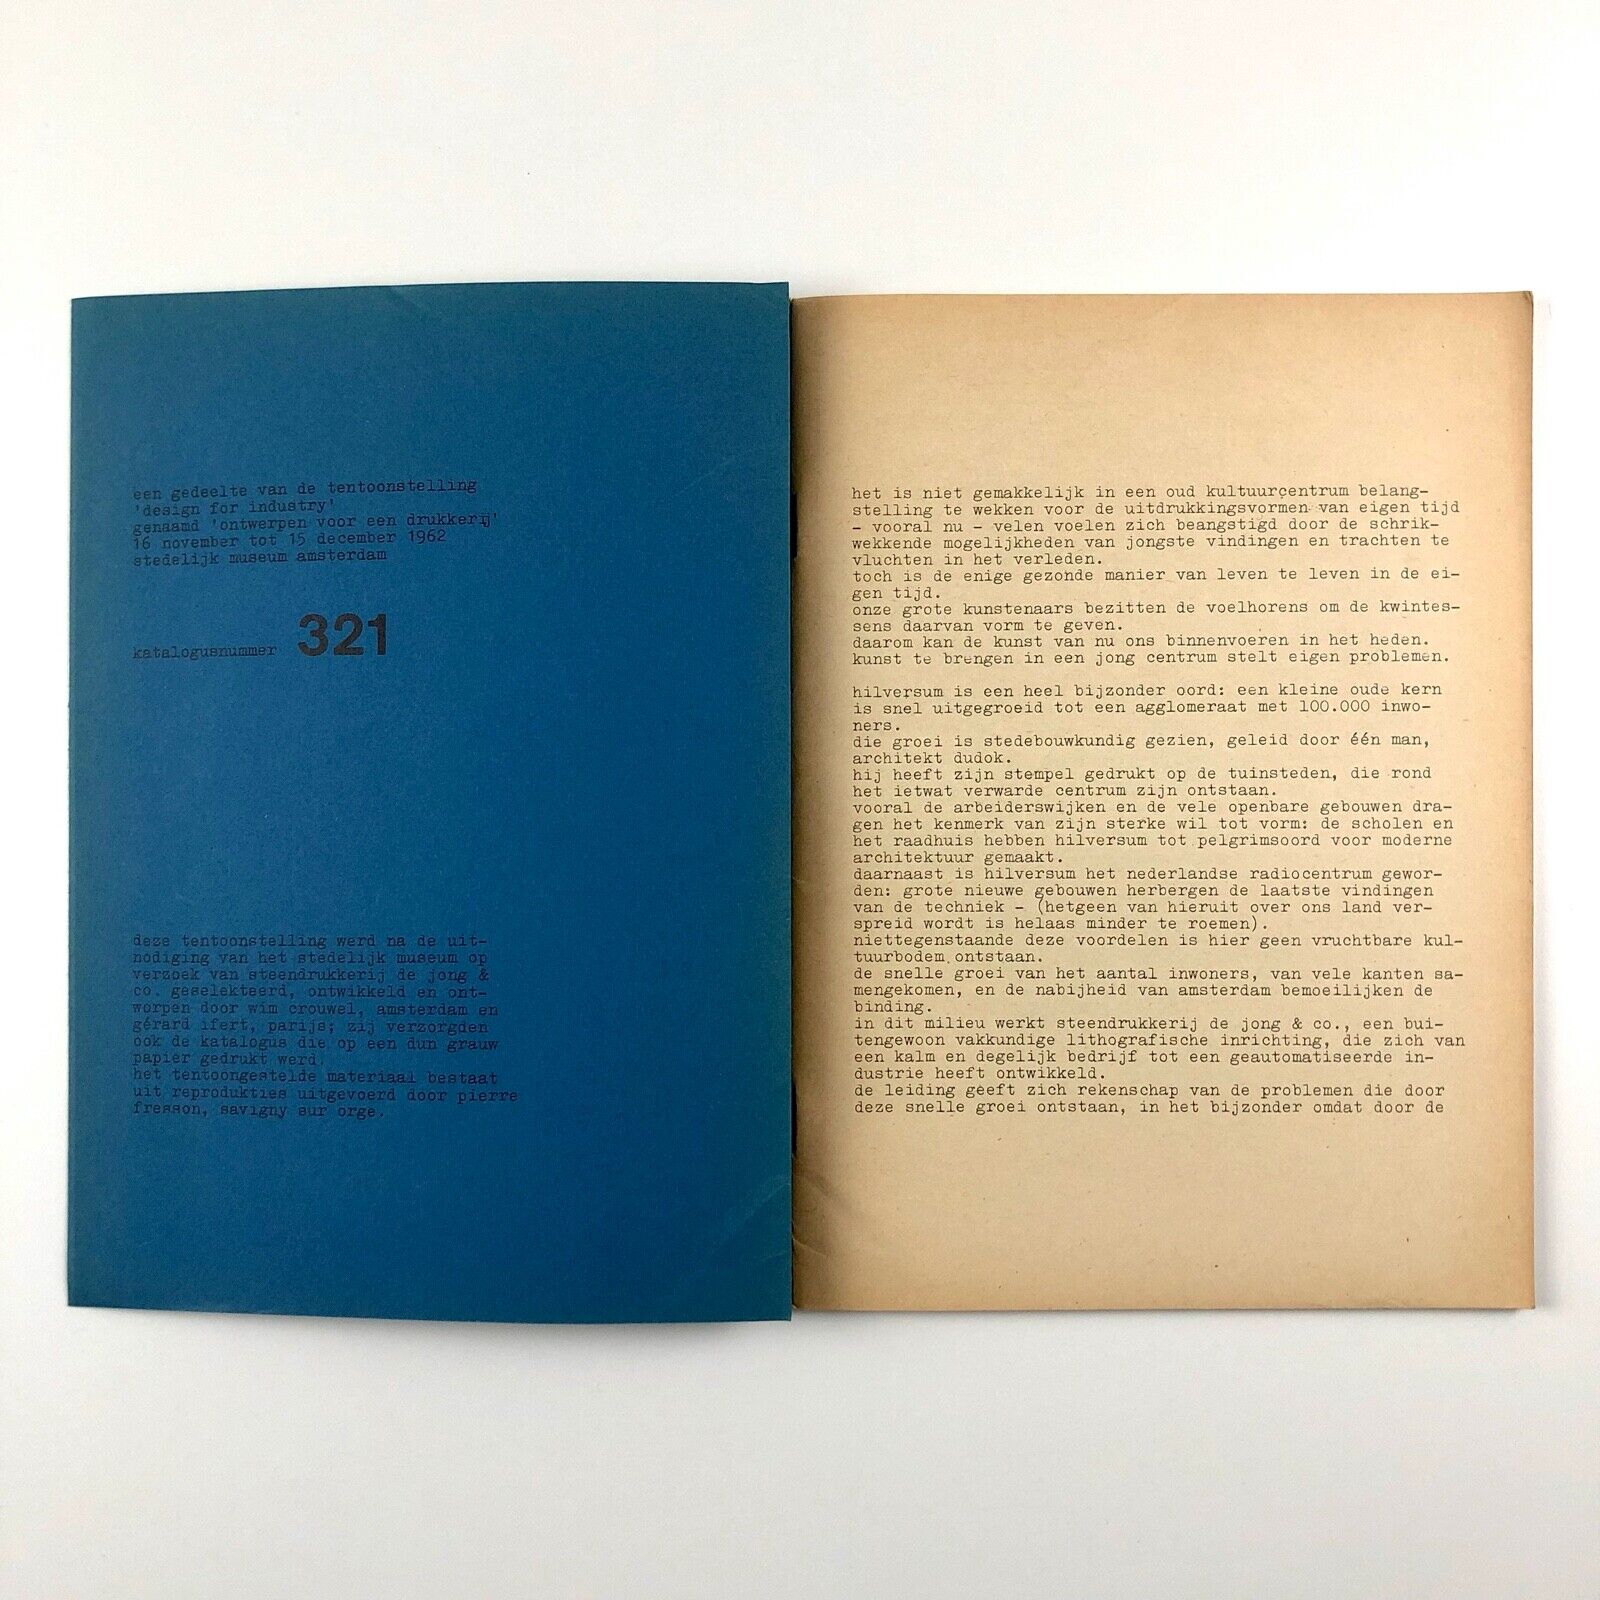 een gedeelte van de tentoonstelling
'design for industry'
genaamd 'ontwerpen voor een drukkerij'
16 november tot 15 december 1962
stedelijk museum amsterdam
katalogusnummer 321
deze tentoonstelling werd na de uit-
nodiging van het stedelijk museum op
verzoek van steendrukkerij de jong &
co. geselekteerd, ontwikkeld en ont-
worpen door wim crouwel, amsterdam en
gérard ifert, parijs; zij verzorgden
ook de katalogus die op een dun grauw
papier gedrukt werd.
het tentoongestelde materiaal bestaat
uit reprodukties uitgevoerd door pierre
fresson, savigny sur orge.
het is niet gemakkelijk in een oud kultuurcentrum belang-
stelling te wekken voor de uitdrukkingsvormen van eigen tijd
- vooral nu - velen voelen zich beangstigd door de schrik-
wekkende mogelijkheden van jongste vindingen en trachten te
vluchten in het verleden.
toch is de enige gezonde manier van leven te leven in de ei-
gen tijd.
onze grote kunstenaars bezitten de voelhorens om de kwintes-
sens daarvan vorm te geven.
daarom kan de kunst van nu ons binnenvoeren in het heden.
kunst te brengen in een jong centrum stelt eigen problemen.
hilversum is een heel bijzonder oord: een kleine oude kern
is snel uitgegroeid tot een agglomeraat met 100.000 inwo-
ners.
die groei is stedebouwkundig gezien, geleid door één man,
architekt dudok.
hij heeft zijn stempel gedrukt op de tuinsteden, die rond
het ietwat verwarde centrum zijn ontstaan.
vooral de arbeiderswijken en de vele openbare gebouwen dra-
gen het kenmerk van zijn sterke wil tot vorm: de scholen en
het raadhuis hebben hilversum tot pelgrimsoord voor moderne
architektuur gemaakt.
daarnaast is hilversum het nederlandse radiocentrum gewor-
den: grote nieuwe gebouwen herbergen de laatste vindingen
van de techniek - (hetgeen van hieruit over ons land ver-
spreid wordt is helaas minder te roemen).
niettegenstaande deze voordelen is hier geen vruchtbare kul-
tuurbodem ontstaan.
de snelle groei van het aantal inwoners, van vele kanten sa-
mengekomen, en de nabijheid van amsterdam bemoeilijken de
binding.
in dit milieu werkt steendrukkerij de jong & co., een bui-
tengewoon vakkundige lithografische inrichting, die zich van
een kalm en degelijk bedrijf tot een geautomatiseerde in-
dustrie heeft ontwikkeld.
de leiding geeft zich rekenschap van de problemen die door
deze snelle groei ontstaan, in het bijzonder omdat door de